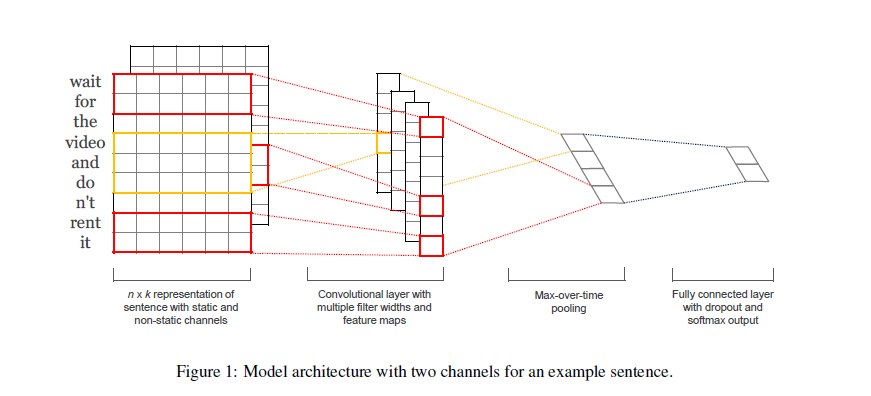 wait
for
the
video
and
do
n't
rent
it
n x k representation of
sentence with static and
non-static channels
Convolutional layer with
multiple filter widths and
feature maps
Max-over-time
pooling
Fully connected layer
with dropout and
softmax output
Figure 1: Model architecture with two channels for an example sentence.